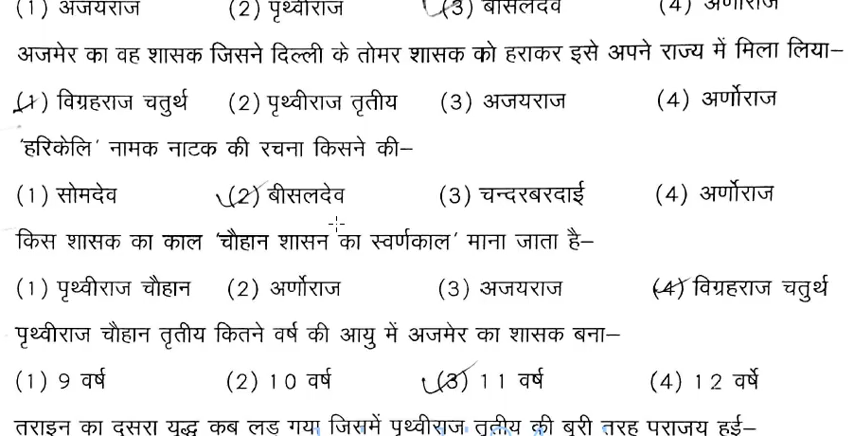 (1) अजयराज (2) पृथ्वीराज (3) बीसलदेव (4) अर्णोराज
अजमेर का वह शासक जिसने दिल्ली के तोमर शासक को हराकर इसे अपने राज्य में मिला लिया–
(1) विग्रहराज चतुर्थ (2) पृथ्वीराज तृतीय (3) अजयराज (4) अर्णोराज
'हरिकेलि' नामक नाटक की रचना किसने की–
(1) सोमदेव (2) बीसलदेव (3) चन्दरबरदाई (4) अर्णोराज
किस शासक का काल 'चौहान शासन का स्वर्णकाल' माना जाता है–
(1) पृथ्वीराज चौहान (2) अर्णोराज (3) अजयराज (4) विग्रहराज चतुर्थ
पृथ्वीराज चौहान तृतीय कितने वर्ष की आयु में अजमेर का शासक बना–
(1) 9 वर्ष (2) 10 वर्ष (3) 11 वर्ष (4) 12 वर्षे
तराइन का दूसरा युद्ध कब लड़ा गया जिसमें पृथ्वीराज तृतीय की बुरी तरह पराजय हुई–